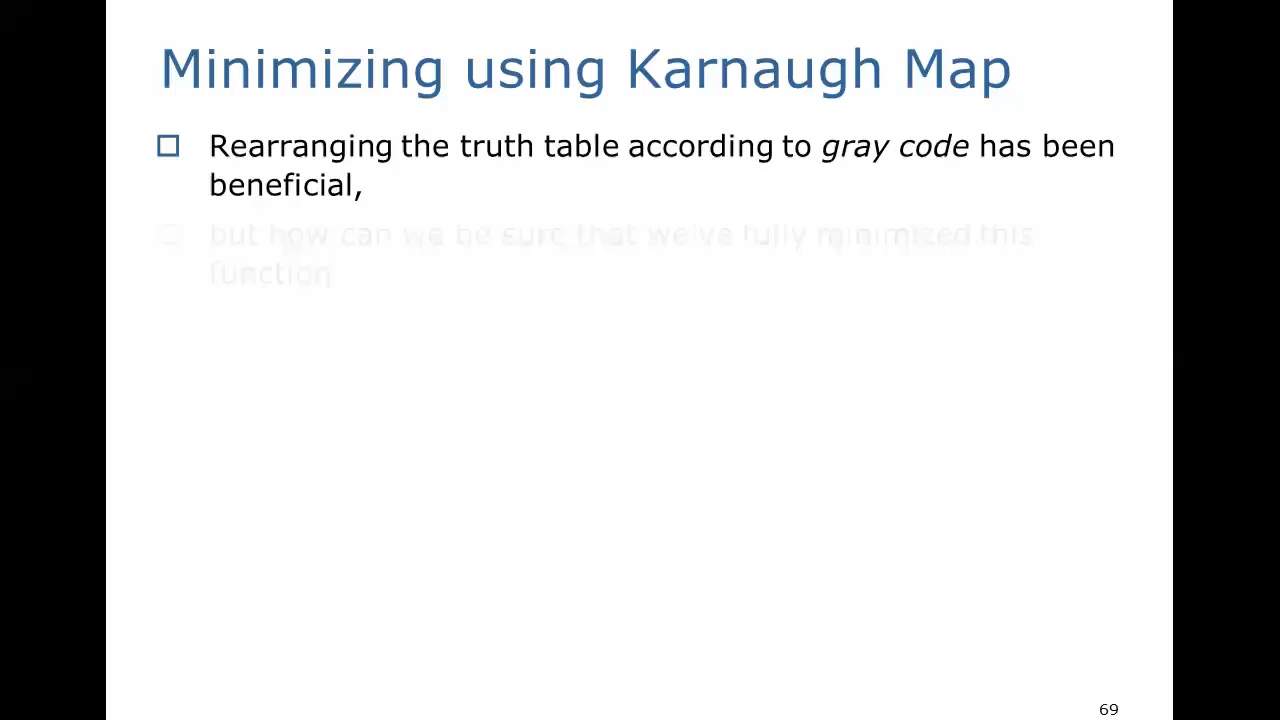 Minimizing using Karnaugh Map
Rearranging the truth table according to gray code has been
beneficial,
but how can we be sure that we've fully minimized this
function
69